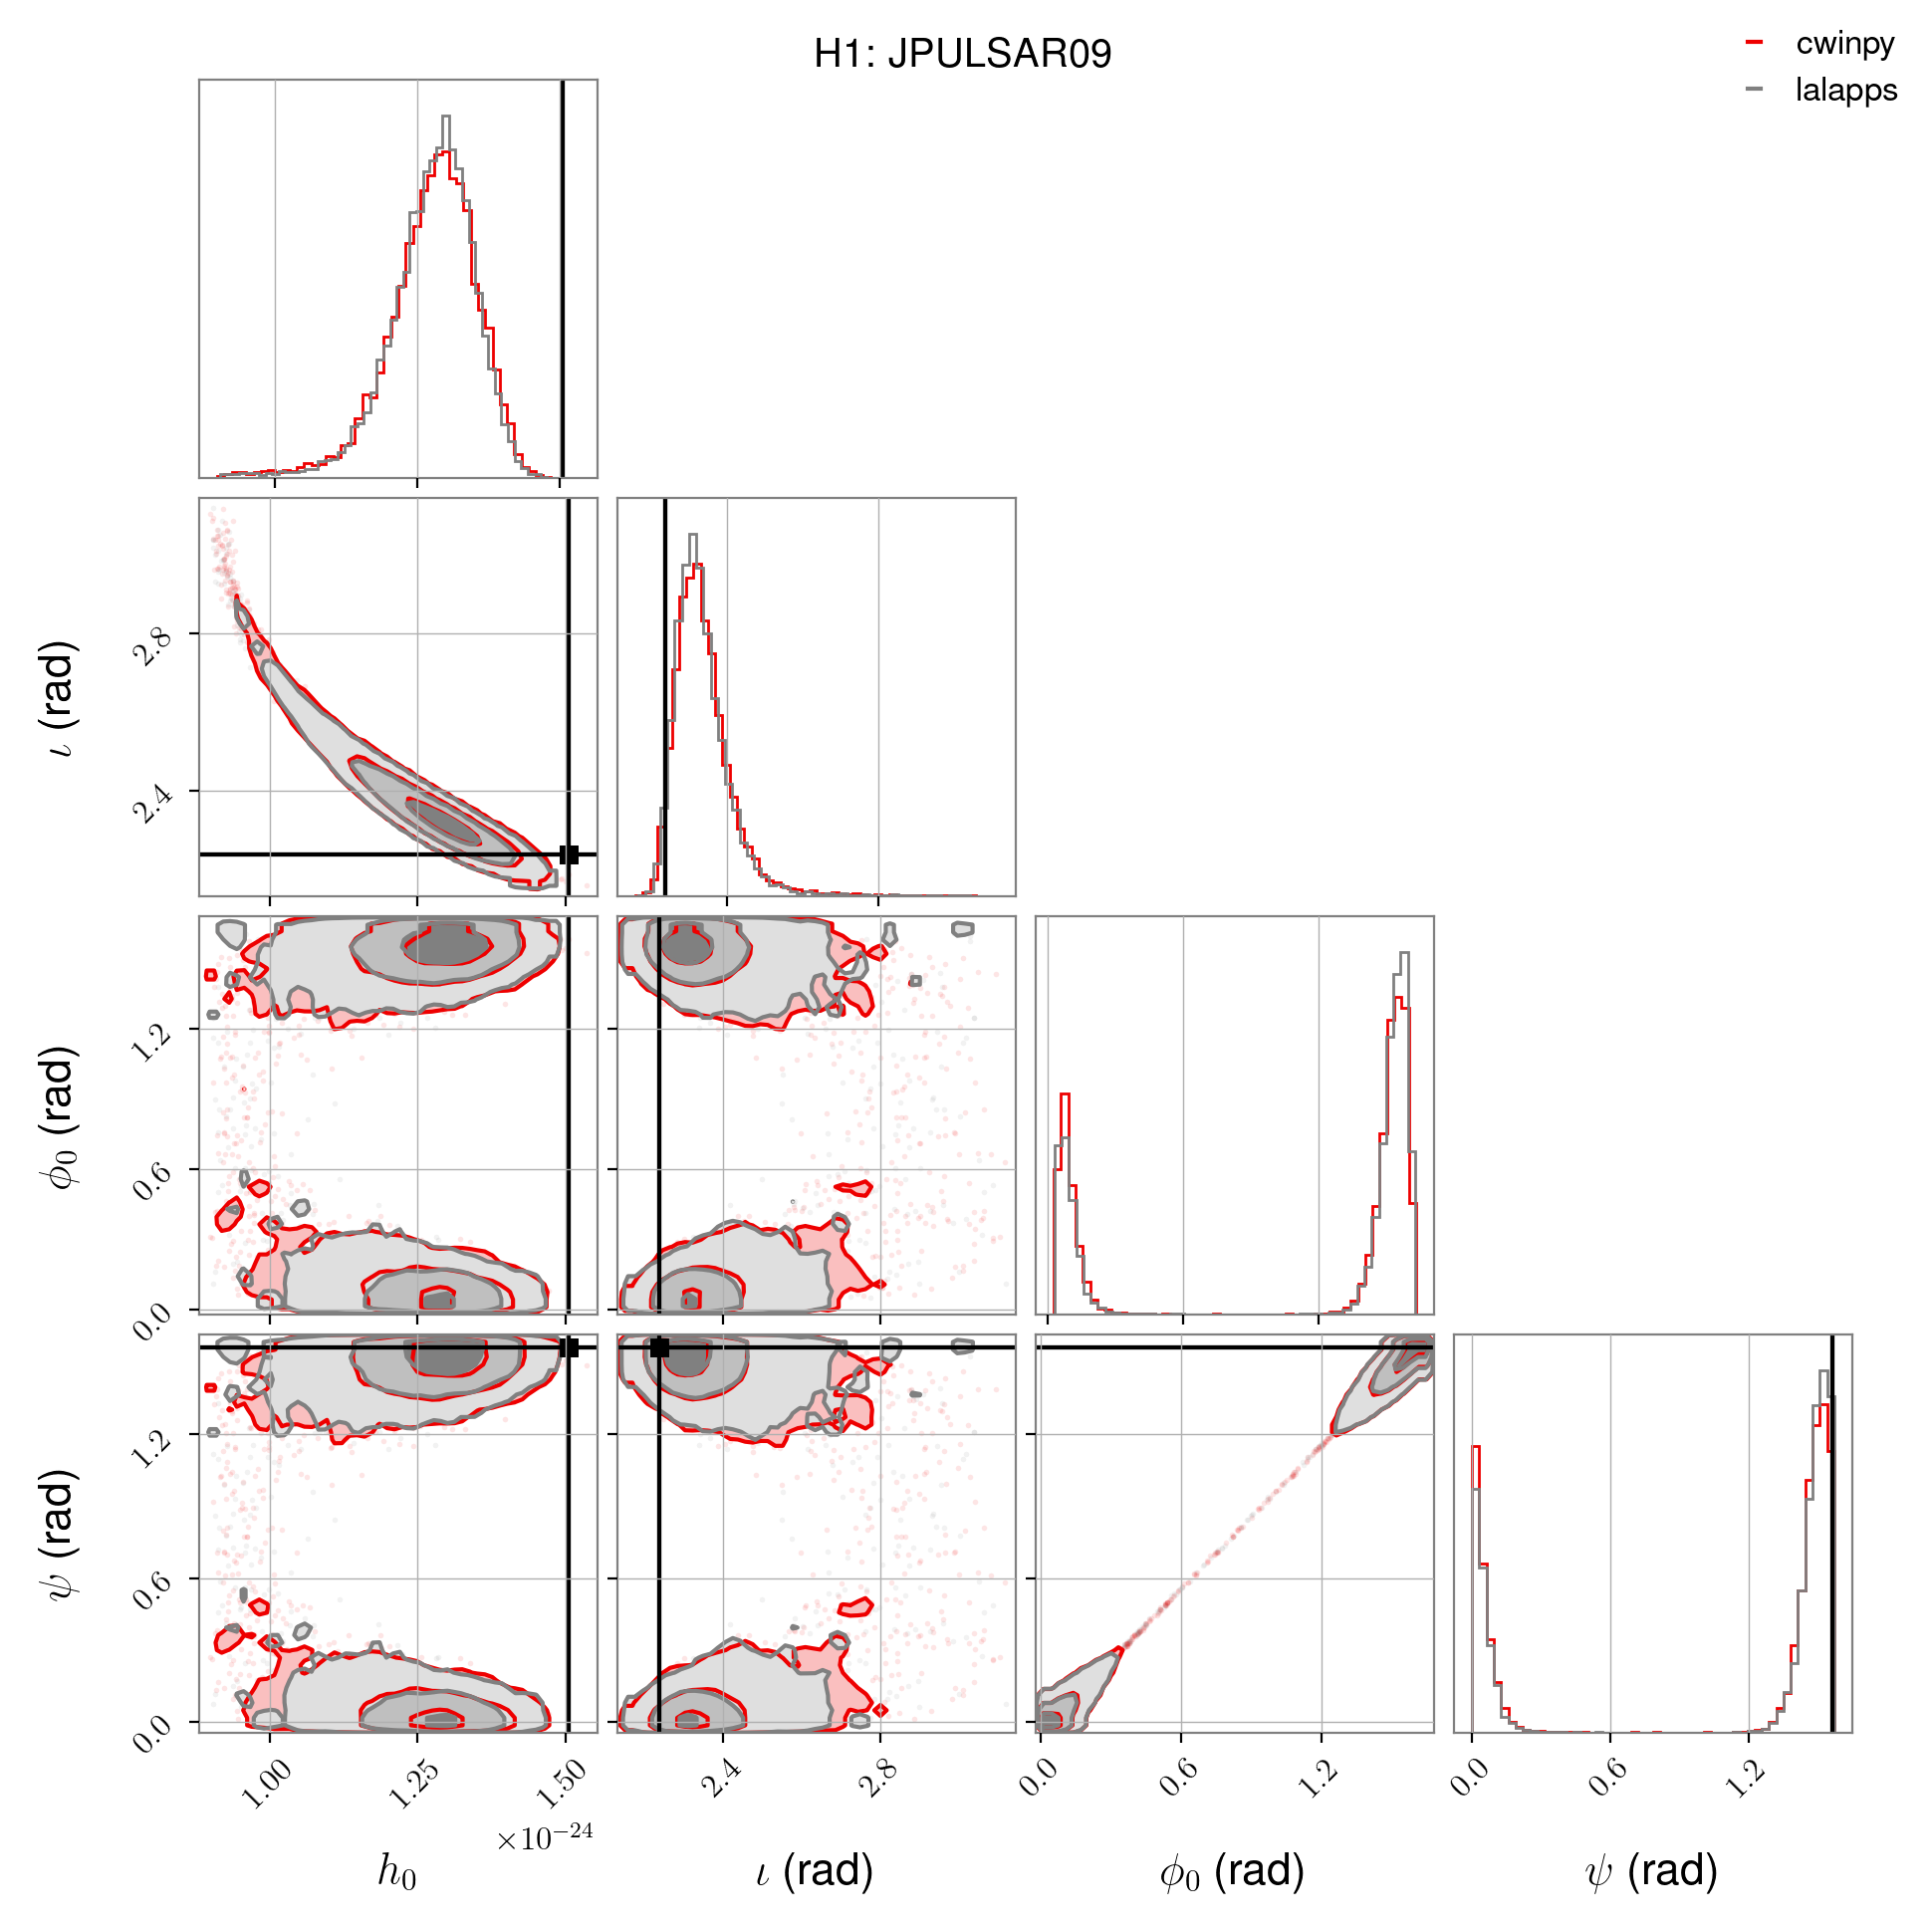 H1: JPULSAR09
cwinpy
lalapps
ι (rad)
2.8
2.4
ϕ₀ (rad)
1.2
0.6
0.0
ψ (rad)
1.2
0.6
0.0
1.00
1.25
1.50
2.4
2.8
0.0
0.6
1.2
0.0
0.6
1.2
×10⁻²⁴
h₀
ι (rad)
ϕ₀ (rad)
ψ (rad)